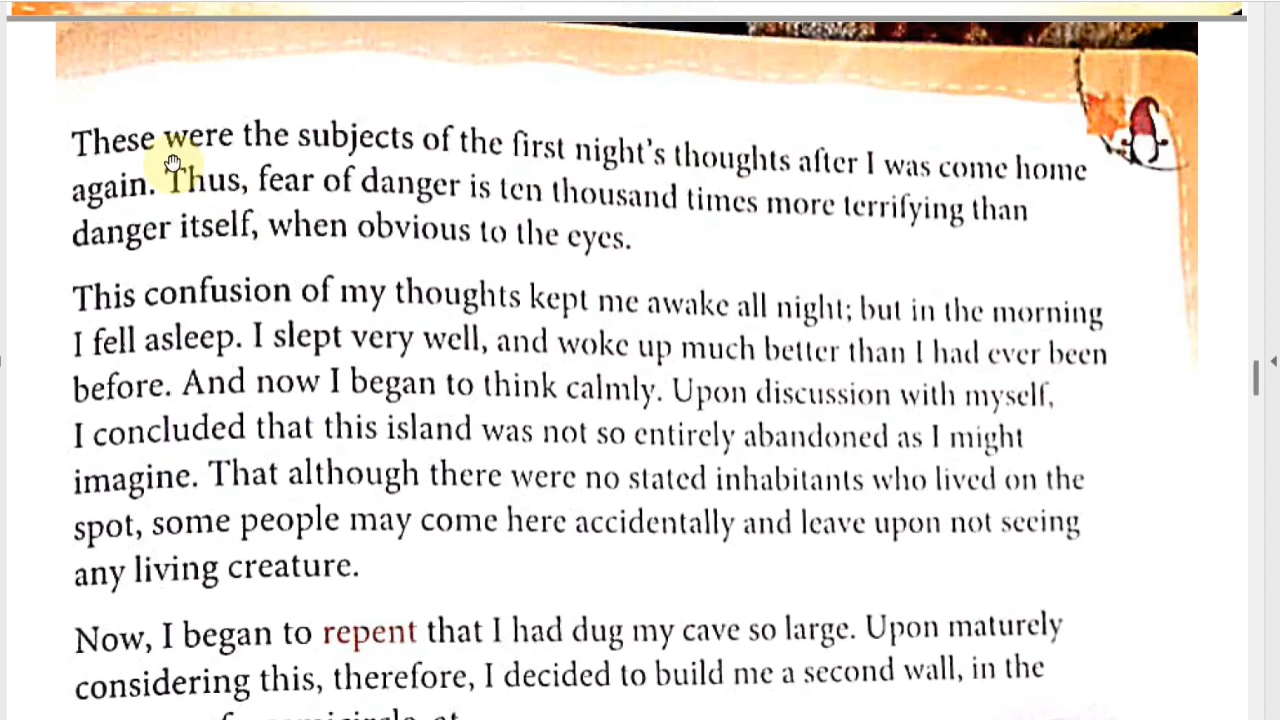 These were the subjects of the first night's thoughts after I was come home
again. Thus, fear of danger is ten thousand times more terrifying than
danger itself, when obvious to the eyes.
This confusion of my thoughts kept me awake all night; but in the morning
I fell asleep. I slept very well, and woke up much better than I had ever been
before. And now I began to think calmly. Upon discussion with myself,
I concluded that this island was not so entirely abandoned as I might
imagine. That although there were no stated inhabitants who lived on the
spot, some people may come here accidentally and leave upon not seeing
any living creature.
Now, I began to repent that I had dug my cave so large. Upon maturely
considering this, therefore, I decided to build me a second wall, in the